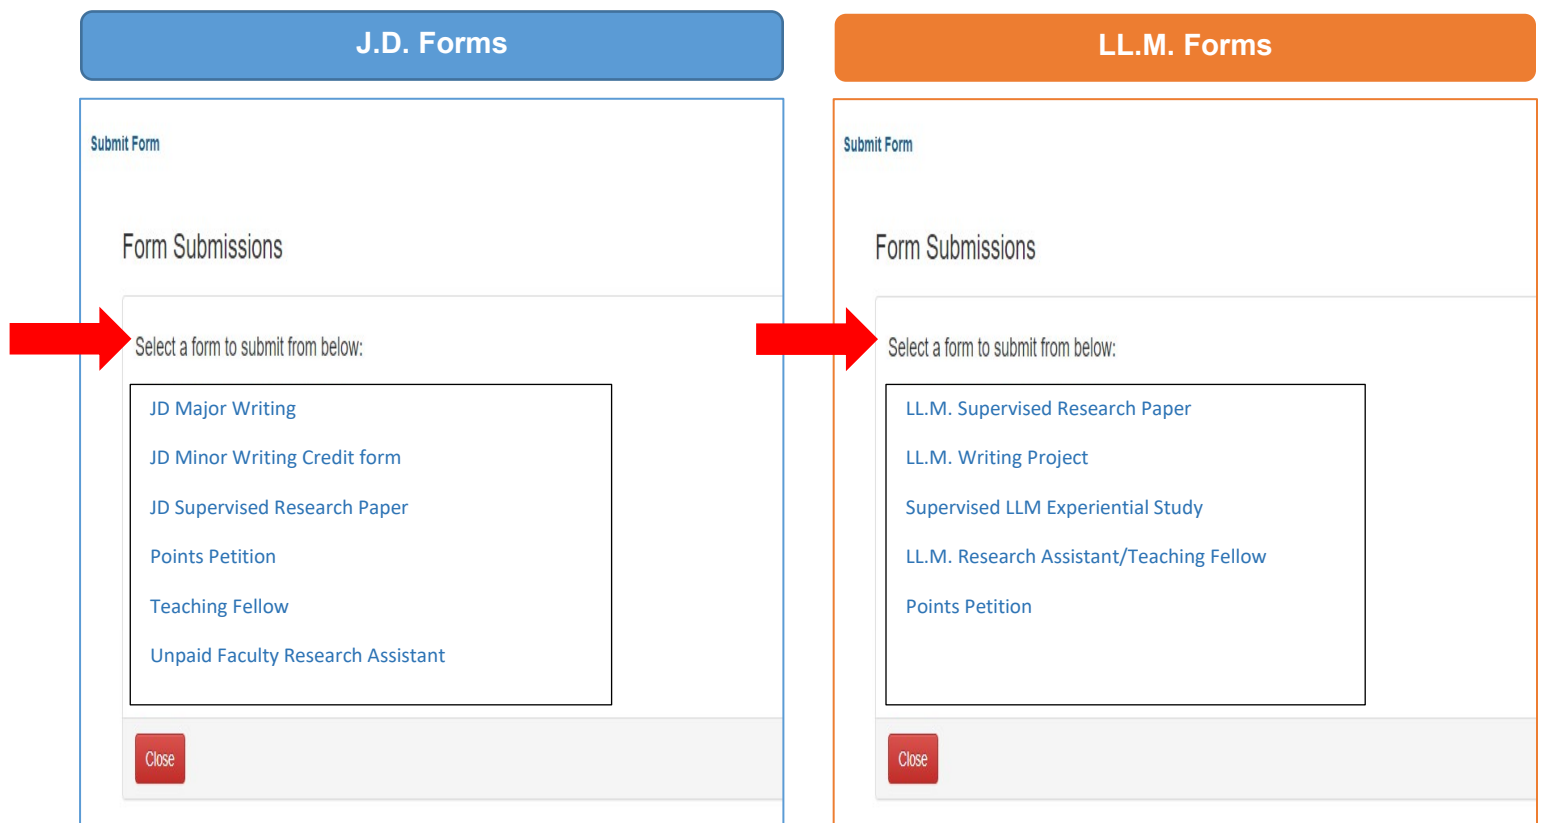 J.D. Forms
Submit Form
Form Submissions
Select a form to submit from below:
JD Major Writing
JD Minor Writing Credit form
JD Supervised Research Paper
Points Petition
Teaching Fellow
Unpaid Faculty Research Assistant
Close
LL.M. Forms
Submit Form
Form Submissions
Select a form to submit from below:
LL.M. Supervised Research Paper
LL.M. Writing Project
Supervised LLM Experiential Study
LL.M. Research Assistant/Teaching Fellow
Points Petition
Close